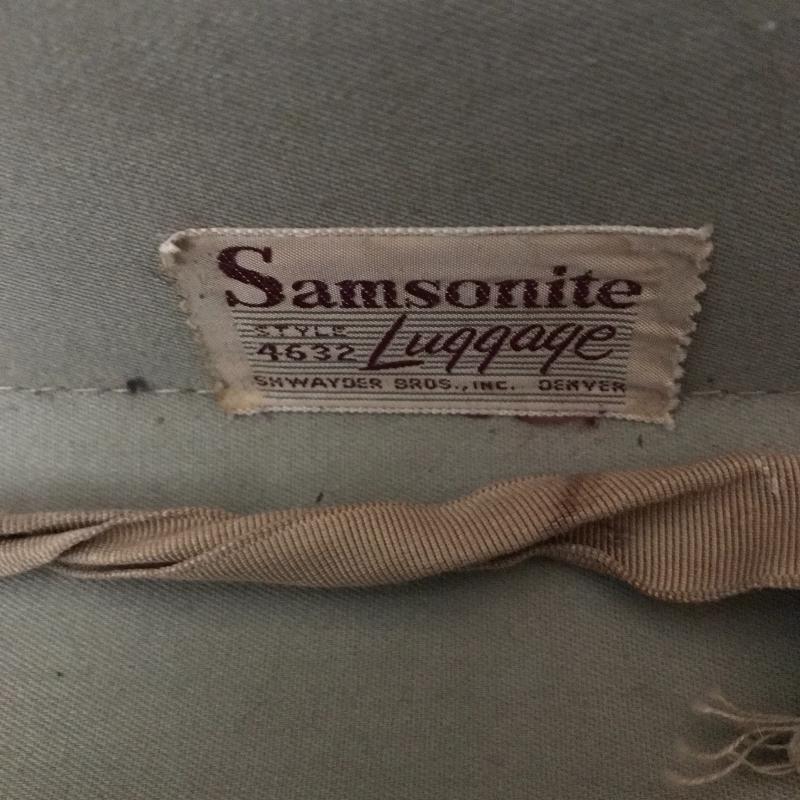 Samsonite
STYLE
4632 Luggage
SHWAYDER BROS., INC. DENVER